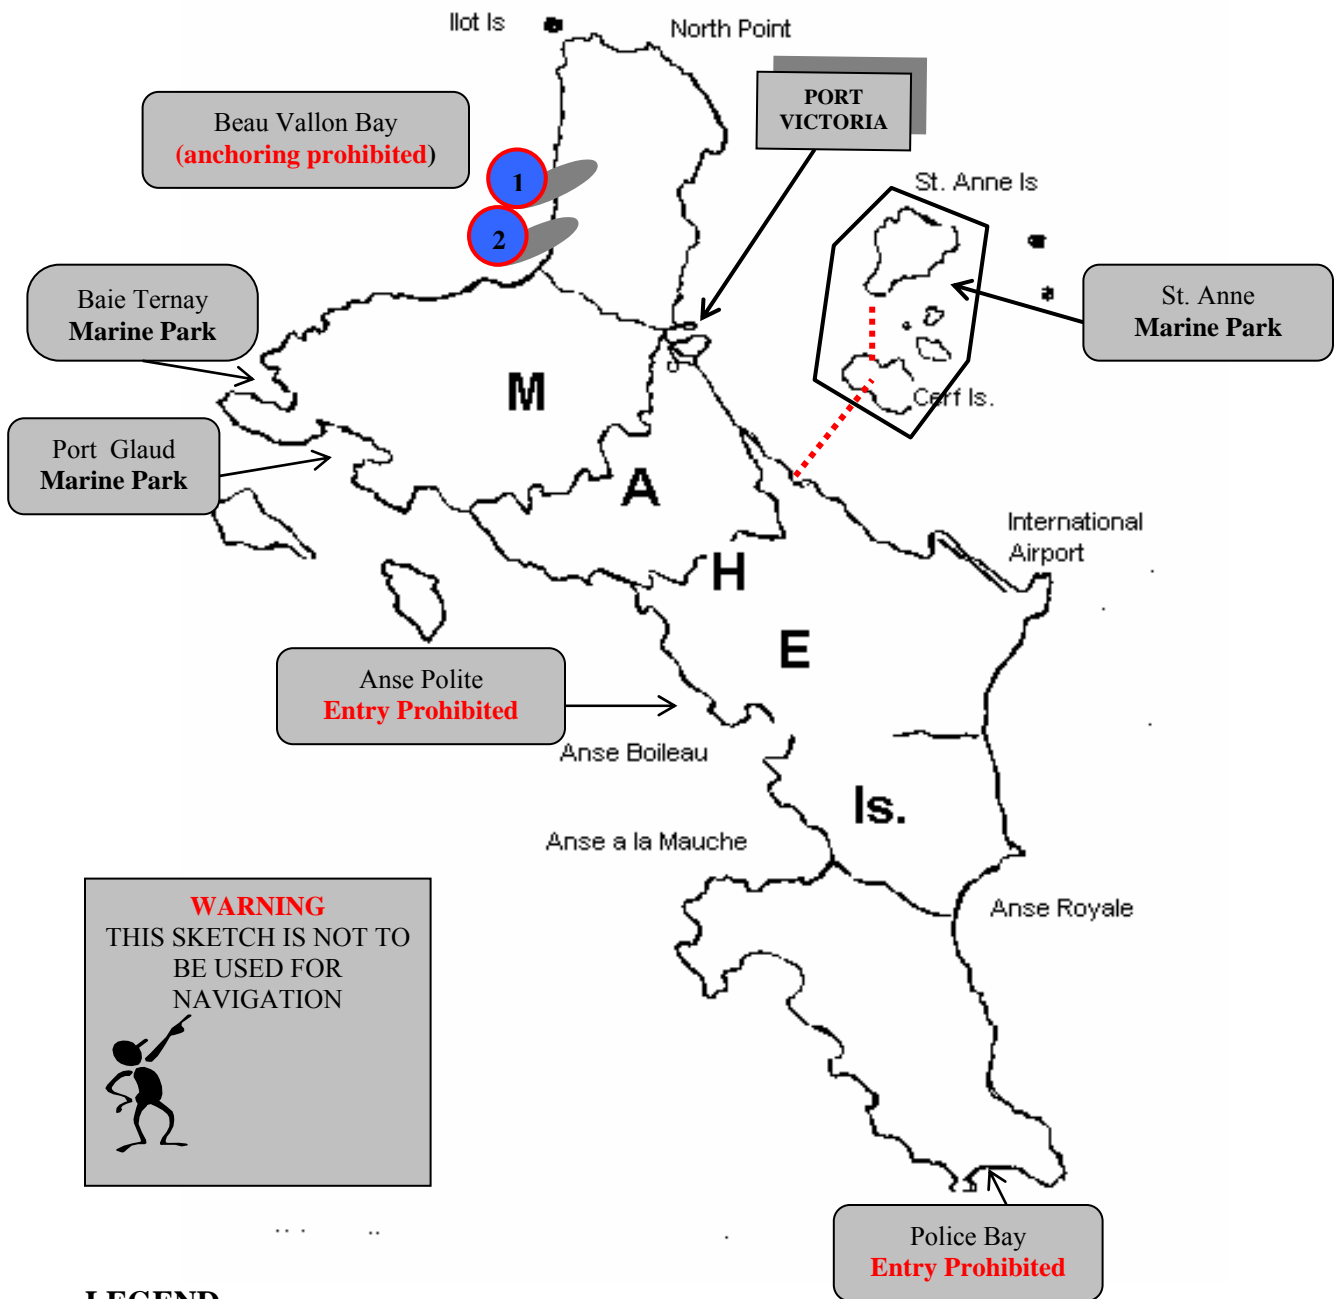 Ilot Is
North Point
PORT
VICTORIA
Beau Vallon Bay
(anchoring prohibited)
1
2
St. Anne Is
Baie Ternay
Marine Park
St. Anne
Marine Park
M
Cerf Is.
Port Glaud
Marine Park
A
International
Airport
H
E
Anse Polite
Entry Prohibited
Anse Boileau
Is.
Anse a la Mauche
WARNING
THIS SKETCH IS NOT TO
BE USED FOR
NAVIGATION
Anse Royale
Police Bay
Entry Prohibited
LEGEND